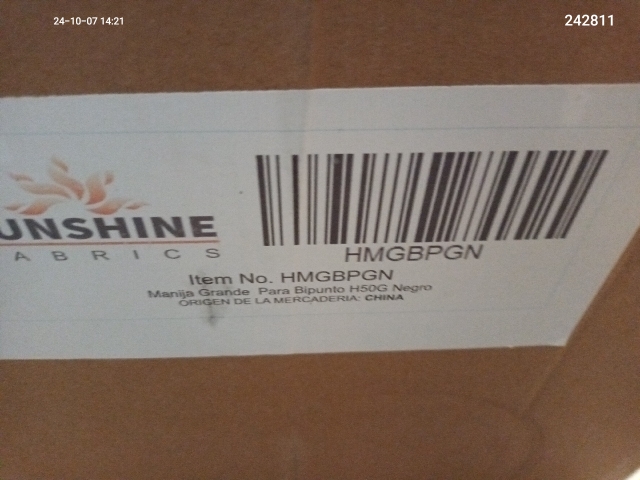 24-10-07 14:21
242811
UNSHINE
ABRICS
HMGBPGN
Item No. HMGBPGN
Manija Grande Para Bipunto H50G Negro
ORIGEN DE LA MERCADERIA: CHINA